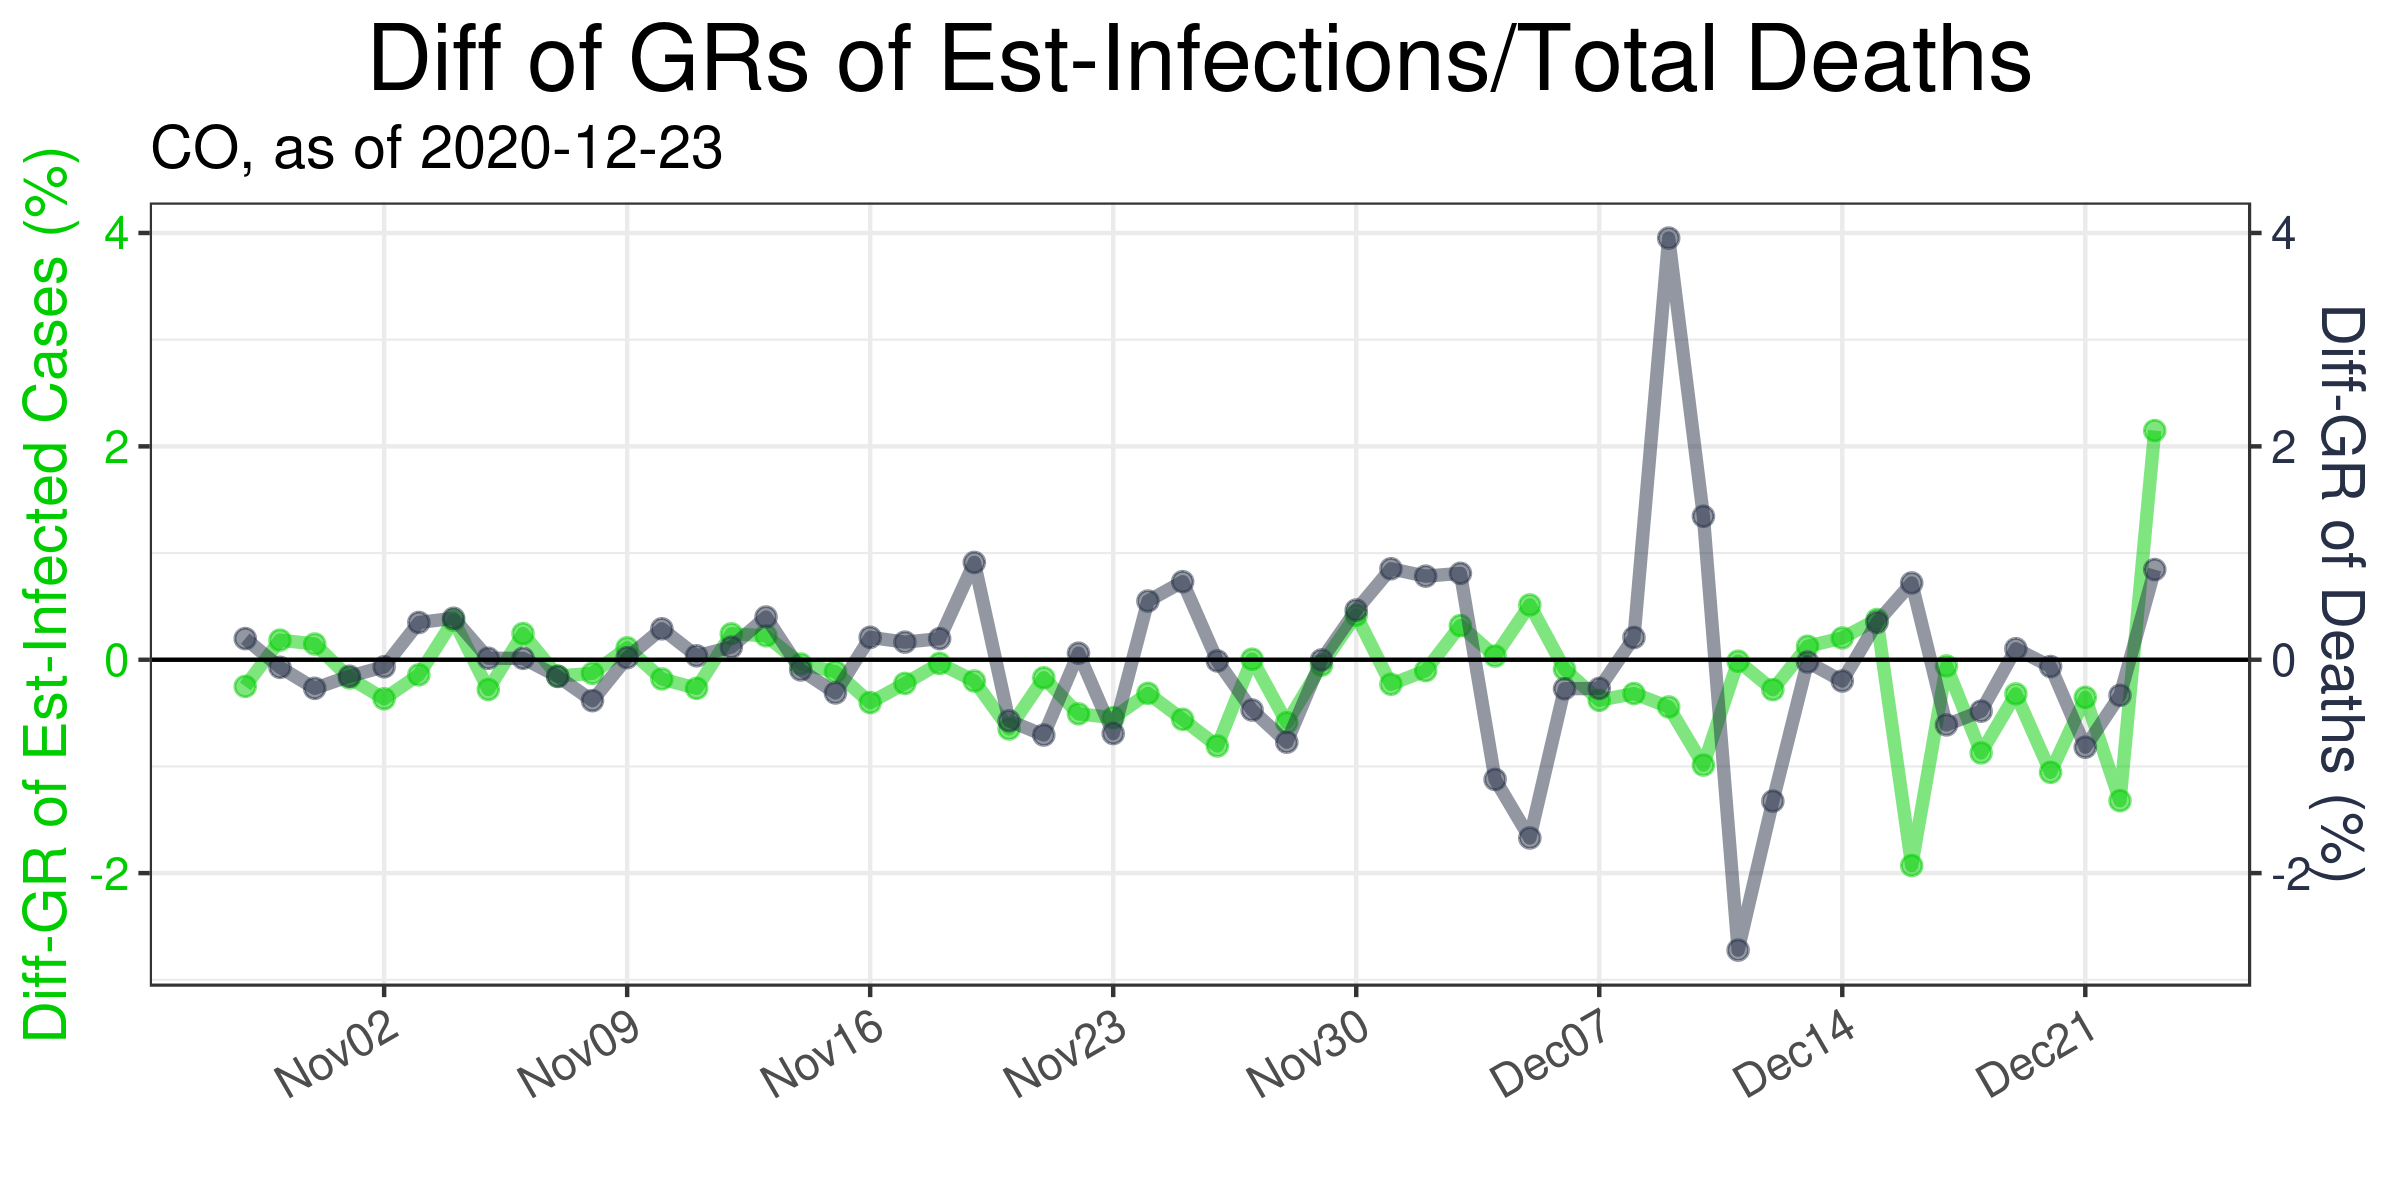 Diff of GRs of Est-Infections/Total Deaths
CO, as of 2020-12-23
Diff-GR of Est-Infected Cases (%)
4
2
0
-2
4
2
0
-2
Diff-GR of Deaths (%)
Nov02
Nov09
Nov16
Nov23
Nov30
Dec07
Dec14
Dec21